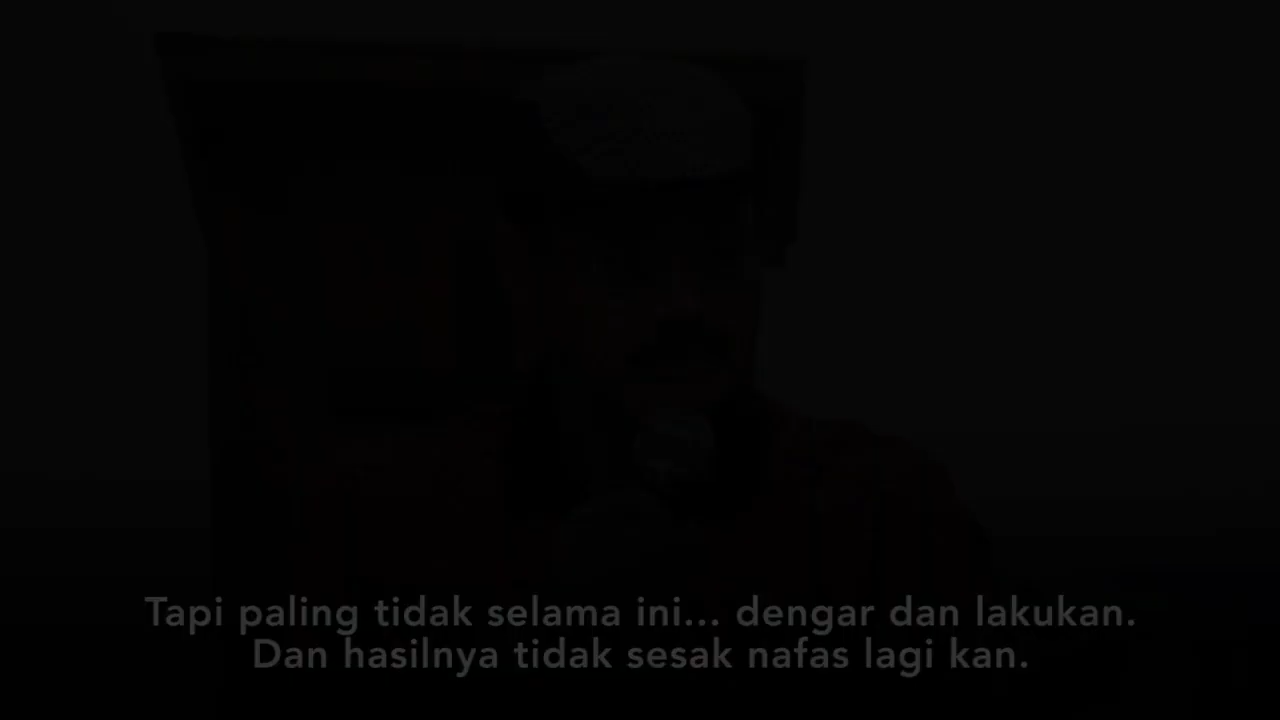 Tapi paling tidak selama ini... dengar dan lakukan.
Dan hasilnya tidak sesak nafas lagi kan.